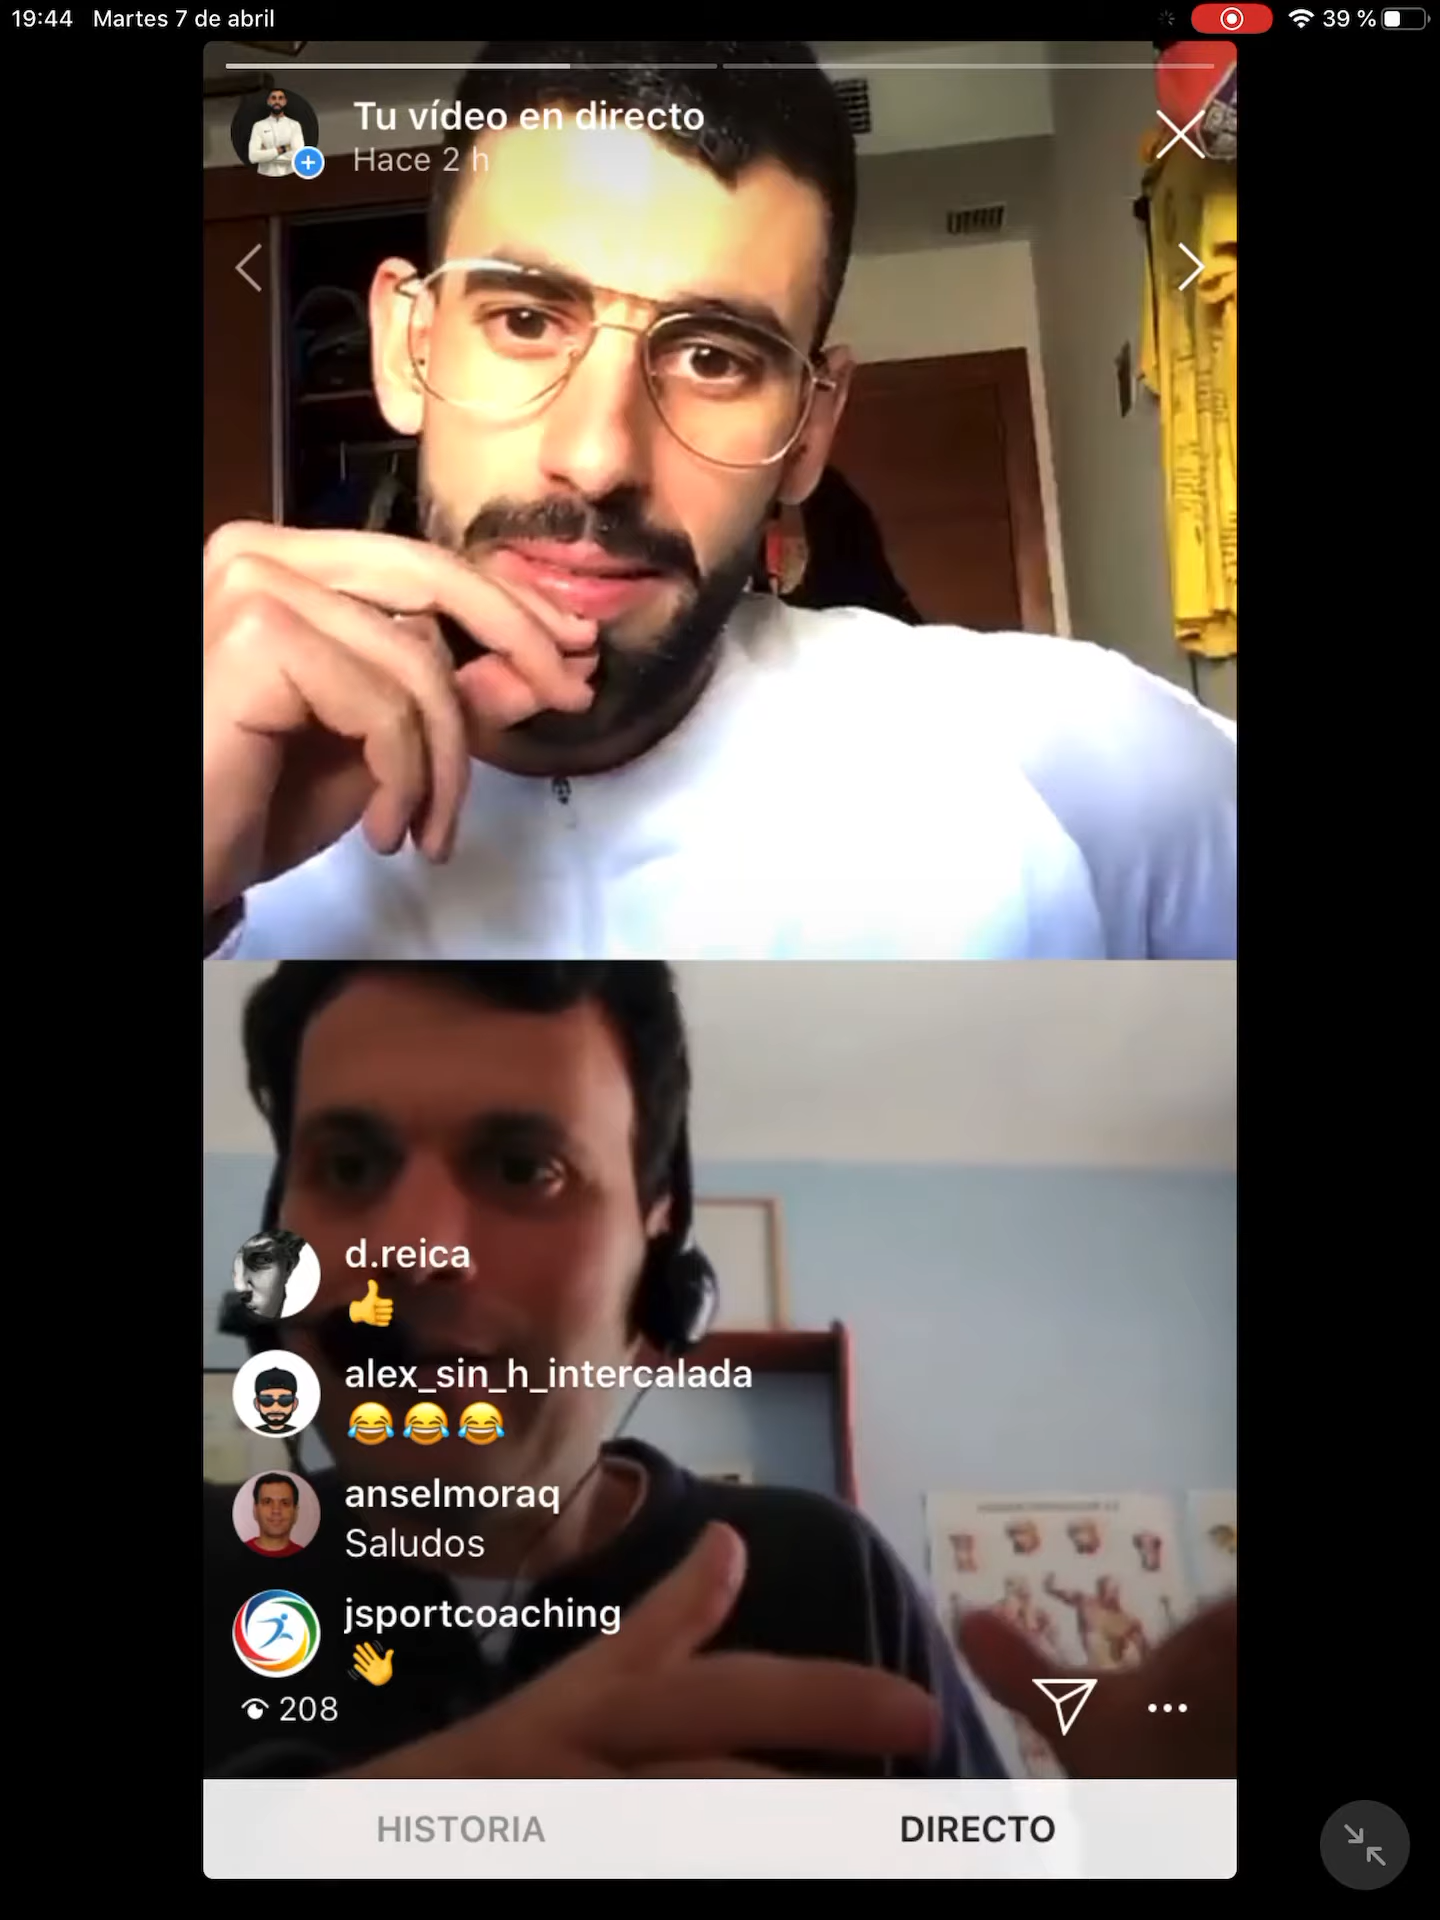 19:44 Martes 7 de abril
39 %
Tu vídeo en directo
Hace 2 h
d.reica
👍
alex_sin_h_intercalada
😂😂😂
anselmoraq
Saludos
jsportcoaching
👋
208
HISTORIA
DIRECTO